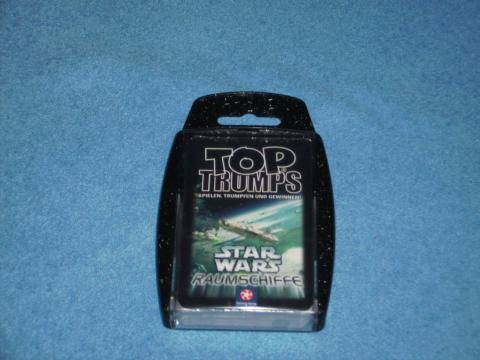 TOP
TRUMPS
SPIELEN, TRUMPFEN UND GEWINNEN!
STAR
WARS
RAUMSCHIFFE